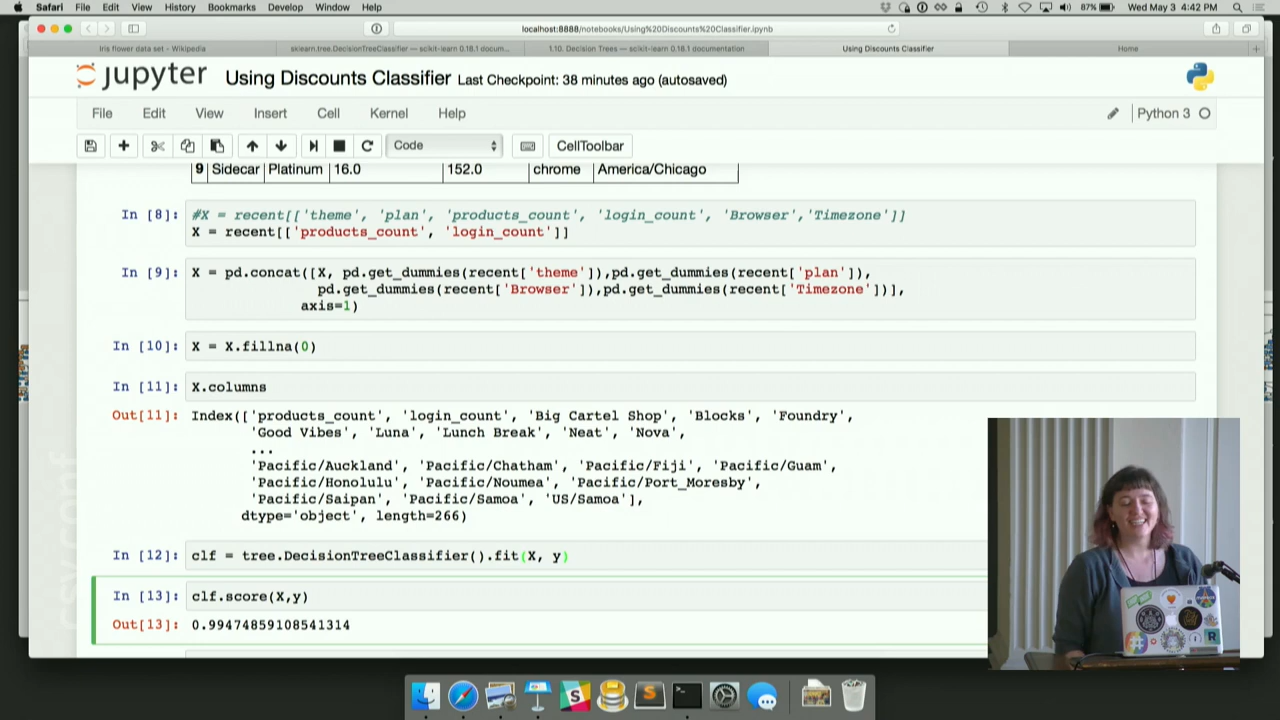 Safari File Edit View History Bookmarks Develop Window Help 87% Wed May 3 4:42 PM
localhost:8888/notebooks/Using%20Discounts%20Classifier.ipynb
Iris flower data set - Wikipedia sklearn.tree.DecisionTreeClassifier — scikit-learn 0.18.1 docum... 1.10. Decision Trees — scikit-learn 0.18.1 documentation Using Discounts Classifier Home
jupyter Using Discounts Classifier Last Checkpoint: 38 minutes ago (autosaved)
File Edit View Insert Cell Kernel Help Python 3
Code CellToolbar
9 Sidecar Platinum 16.0 152.0 chrome America/Chicago
In [8]: #X = recent[['theme', 'plan', 'products_count', 'login_count', 'Browser','Timezone']]
X = recent[['products_count', 'login_count']]
In [9]: X = pd.concat([X, pd.get_dummies(recent['theme']),pd.get_dummies(recent['plan']),
pd.get_dummies(recent['Browser']),pd.get_dummies(recent['Timezone'])],
axis=1)
In [10]: X = X.fillna(0)
In [11]: X.columns
Out[11]: Index(['products_count', 'login_count', 'Big Cartel Shop', 'Blocks', 'Foundry',
'Good Vibes', 'Luna', 'Lunch Break', 'Neat', 'Nova',
...
'Pacific/Auckland', 'Pacific/Chatham', 'Pacific/Fiji', 'Pacific/Guam',
'Pacific/Honolulu', 'Pacific/Noumea', 'Pacific/Port_Moresby',
'Pacific/Saipan', 'Pacific/Samoa', 'US/Samoa'],
dtype='object', length=266)
In [12]: clf = tree.DecisionTreeClassifier().fit(X, y)
In [13]: clf.score(X,y)
Out[13]: 0.99474859108541314
csv,conf